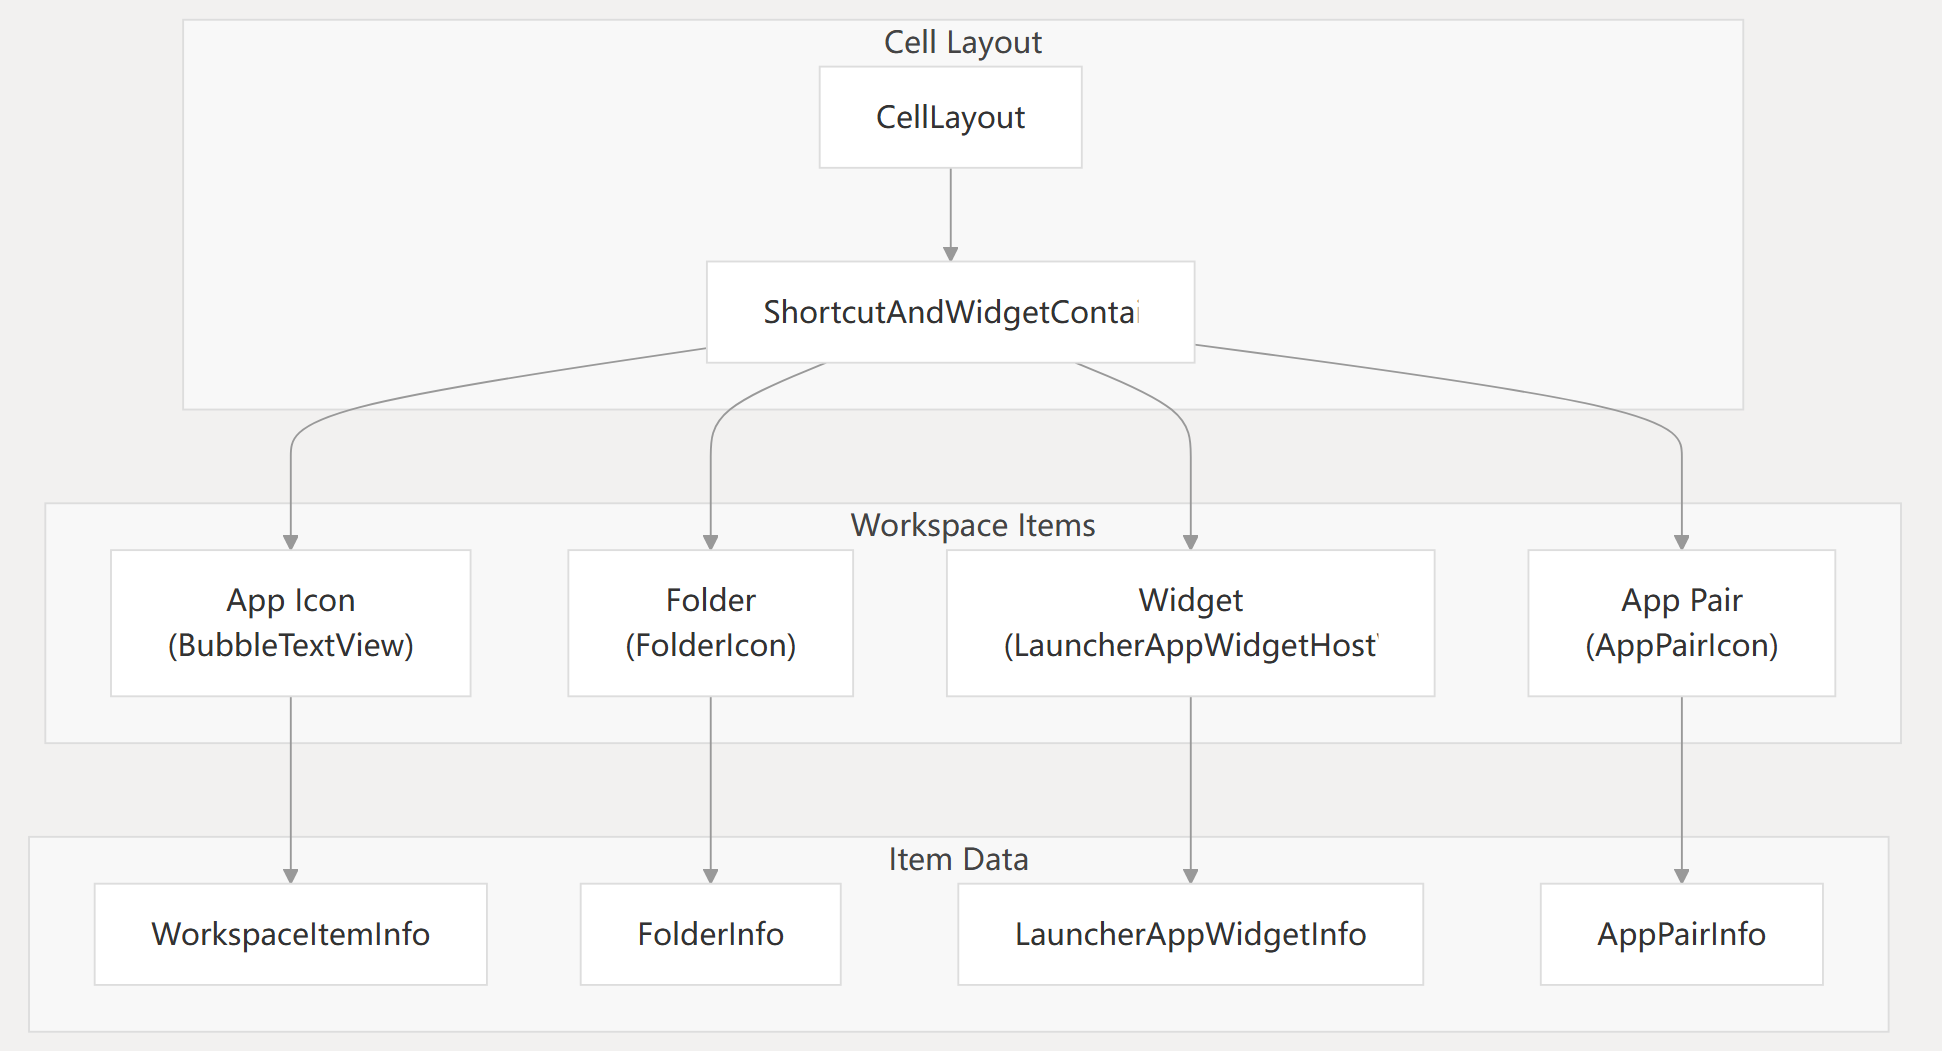 Cell Layout
CellLayout
ShortcutAndWidgetContai
Workspace Items
App Icon
(BubbleTextView)
Folder
(FolderIcon)
Widget
(LauncherAppWidgetHost
App Pair
(AppPairIcon)
Item Data
WorkspaceItemInfo
FolderInfo
LauncherAppWidgetInfo
AppPairInfo